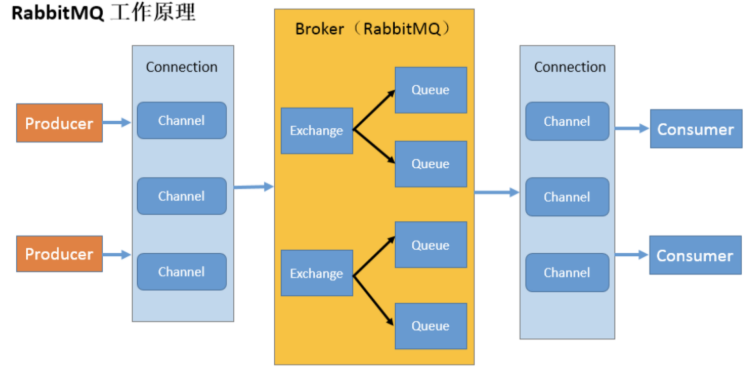 RabbitMQ 工作原理
Broker（RabbitMQ）
Connection
Connection
Producer
Producer
Channel
Channel
Channel
Exchange
Queue
Queue
Exchange
Queue
Queue
Channel
Channel
Channel
Consumer
Consumer